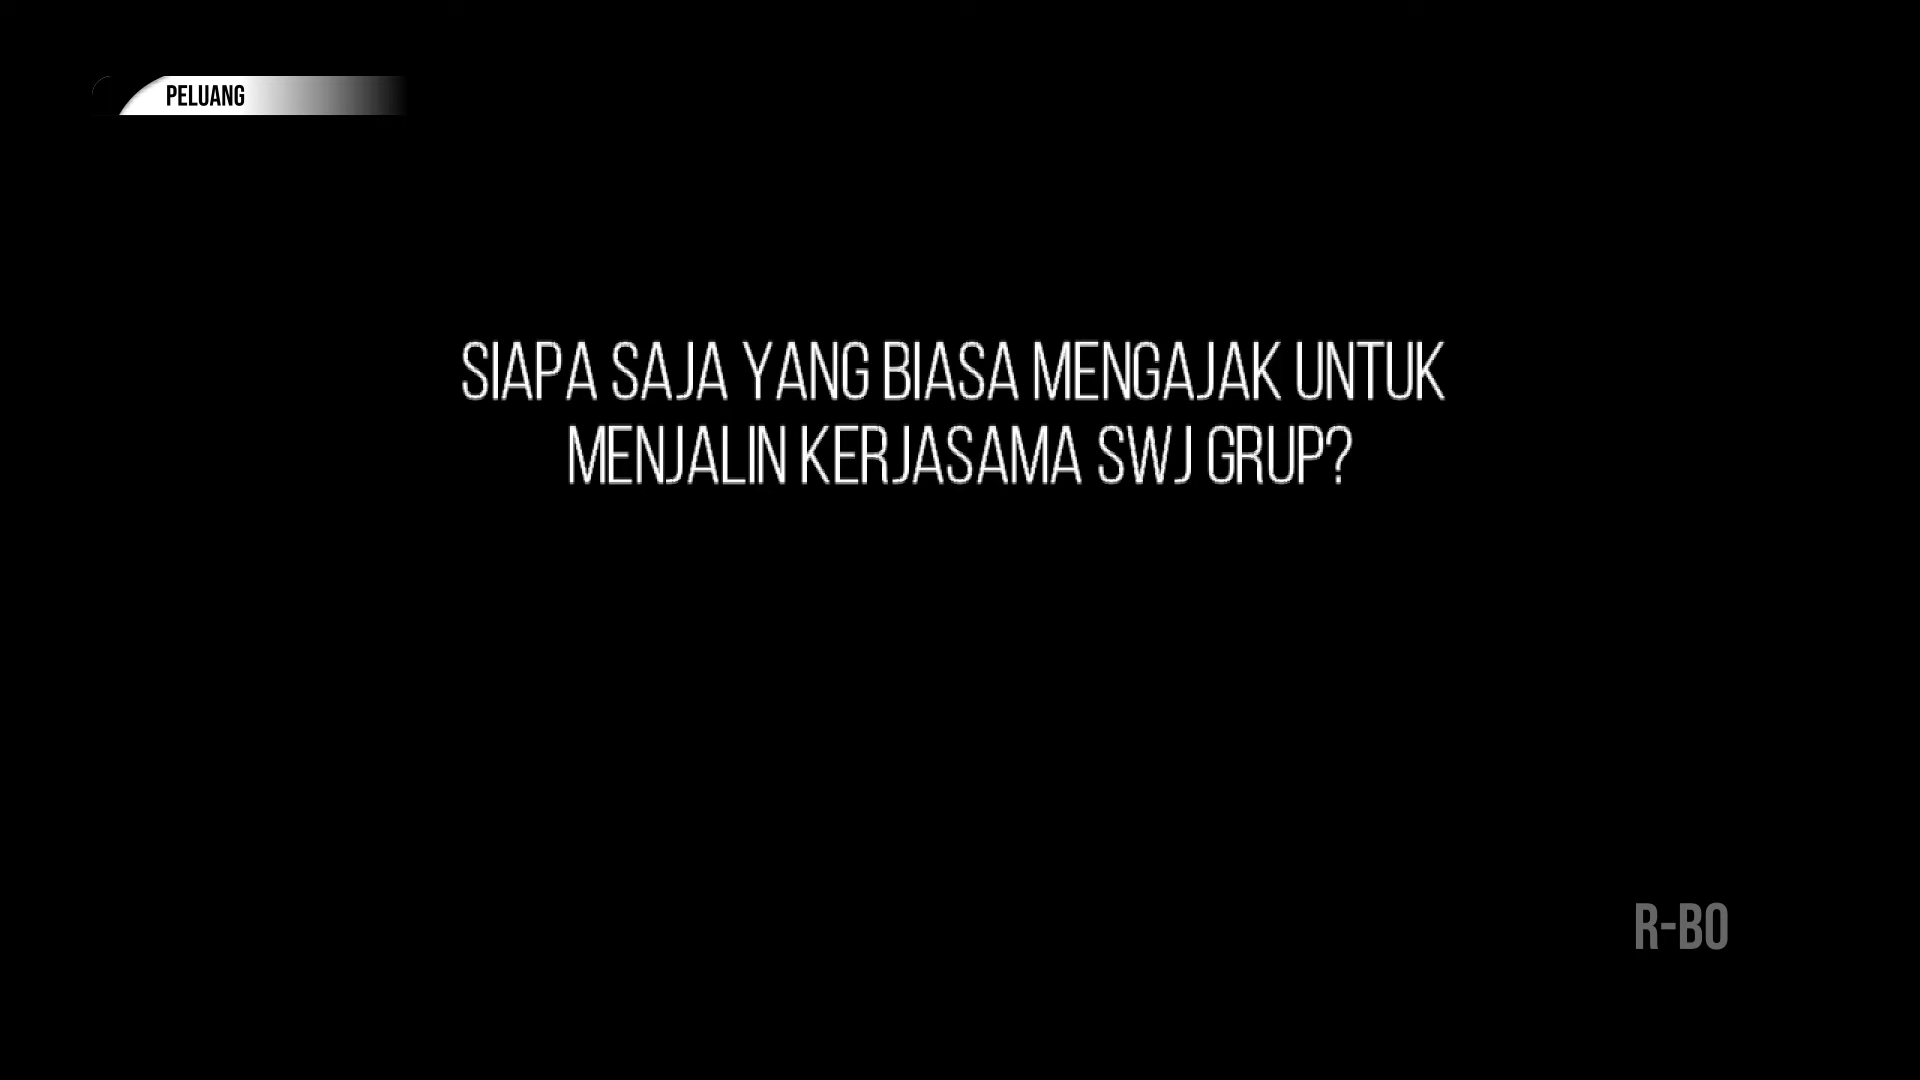 PELUANG
SIAPA SAJA YANG BIASA MENGAJAK UNTUK
MENJALIN KERJASAMA SWJ GRUP?
R-BO